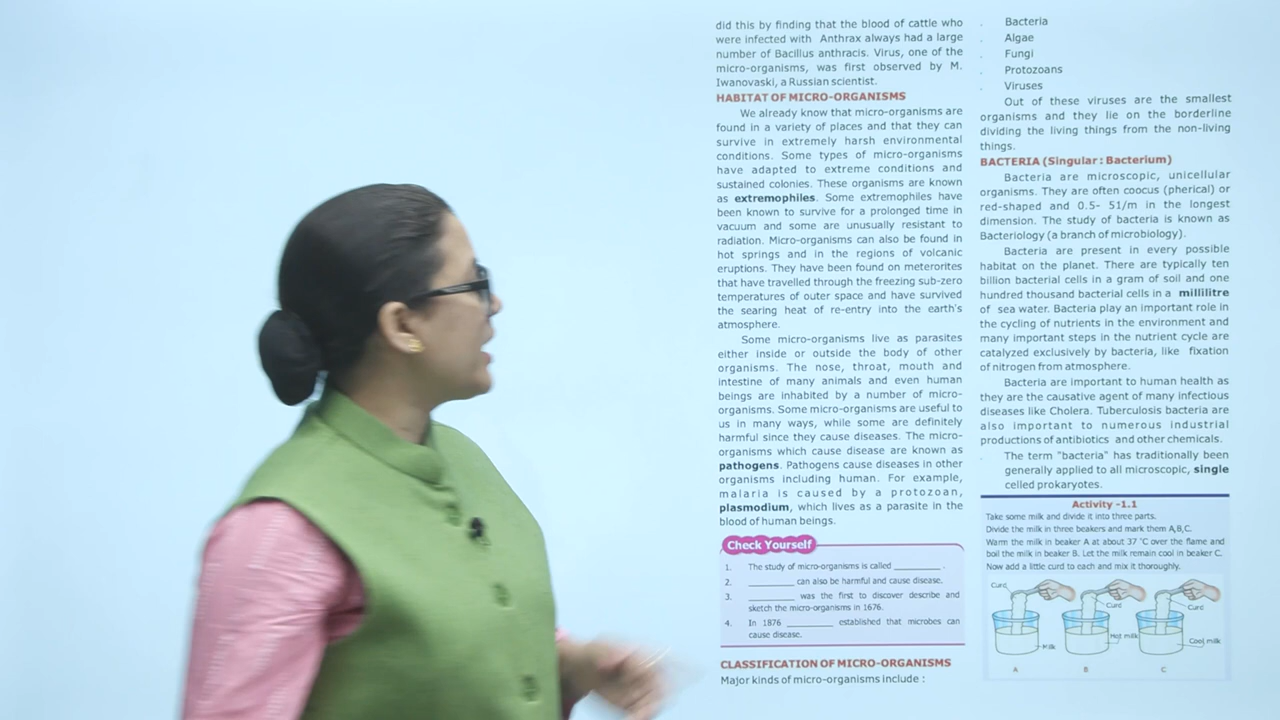 did this by finding that the blood of cattle who
were infected with Anthrax always had a large
number of Bacillus anthracis. Virus, one of the
micro-organisms, was first observed by M.
Iwanovaski, a Russian scientist.
HABITAT OF MICRO-ORGANISMS
We already know that micro-organisms are
found in a variety of places and that they can
survive in extremely harsh environmental
conditions. Some types of micro-organisms
have adapted to extreme conditions and
sustained colonies. These organisms are known
as extremophiles. Some extremophiles have
been known to survive for a prolonged time in
vacuum and some are unusually resistant to
radiation. Micro-organisms can also be found in
hot springs and in the regions of volcanic
eruptions. They have been found on meterorites
that have travelled through the freezing sub-zero
temperatures of outer space and have survived
the searing heat of re-entry into the earth's
atmosphere.
Some micro-organisms live as parasites
either inside or outside the body of other
organisms. The nose, throat, mouth and
intestine of many animals and even human
beings are inhabited by a number of micro-
organisms. Some micro-organisms are useful to
us in many ways, while some are definitely
harmful since they cause diseases. The micro-
organisms which cause disease are known as
pathogens. Pathogens cause diseases in other
organisms including human. For example,
malaria is caused by a protozoan,
plasmodium, which lives as a parasite in the
blood of human beings.
Check Yourself
1. The study of micro-organisms is called ________ .
2. ________ can also be harmful and cause disease.
3. ________ was the first to discover describe and
sketch the micro-organisms in 1676.
4. In 1876 ________ established that microbes can
cause disease.
CLASSIFICATION OF MICRO-ORGANISMS
Major kinds of micro-organisms include :
. Bacteria
. Algae
. Fungi
. Protozoans
. Viruses
Out of these viruses are the smallest
organisms and they lie on the borderline
dividing the living things from the non-living
things.
BACTERIA (Singular : Bacterium)
Bacteria are microscopic, unicellular
organisms. They are often coocus (pherical) or
red-shaped and 0.5- 51/m in the longest
dimension. The study of bacteria is known as
Bacteriology (a branch of microbiology).
Bacteria are present in every possible
habitat on the planet. There are typically ten
billion bacterial cells in a gram of soil and one
hundred thousand bacterial cells in a millilitre
of sea water. Bacteria play an important role in
the cycling of nutrients in the environment and
many important steps in the nutrient cycle are
catalyzed exclusively by bacteria, like fixation
of nitrogen from atmosphere.
Bacteria are important to human health as
they are the causative agent of many infectious
diseases like Cholera. Tuberculosis bacteria are
also important to numerous industrial
productions of antibiotics and other chemicals.
. The term "bacteria" has traditionally been
generally applied to all microscopic, single
celled prokaryotes.
Activity -1.1
Take some milk and divide it into three parts.
Divide the milk in three beakers and mark them A,B,C.
Warm the milk in beaker A at about 37 °C over the flame and
boil the milk in beaker B. Let the milk remain cool in beaker C.
Now add a little curd to each and mix it thoroughly.
Curd
Curd
Curd
Milk
Hot milk
Cool milk
A
B
C